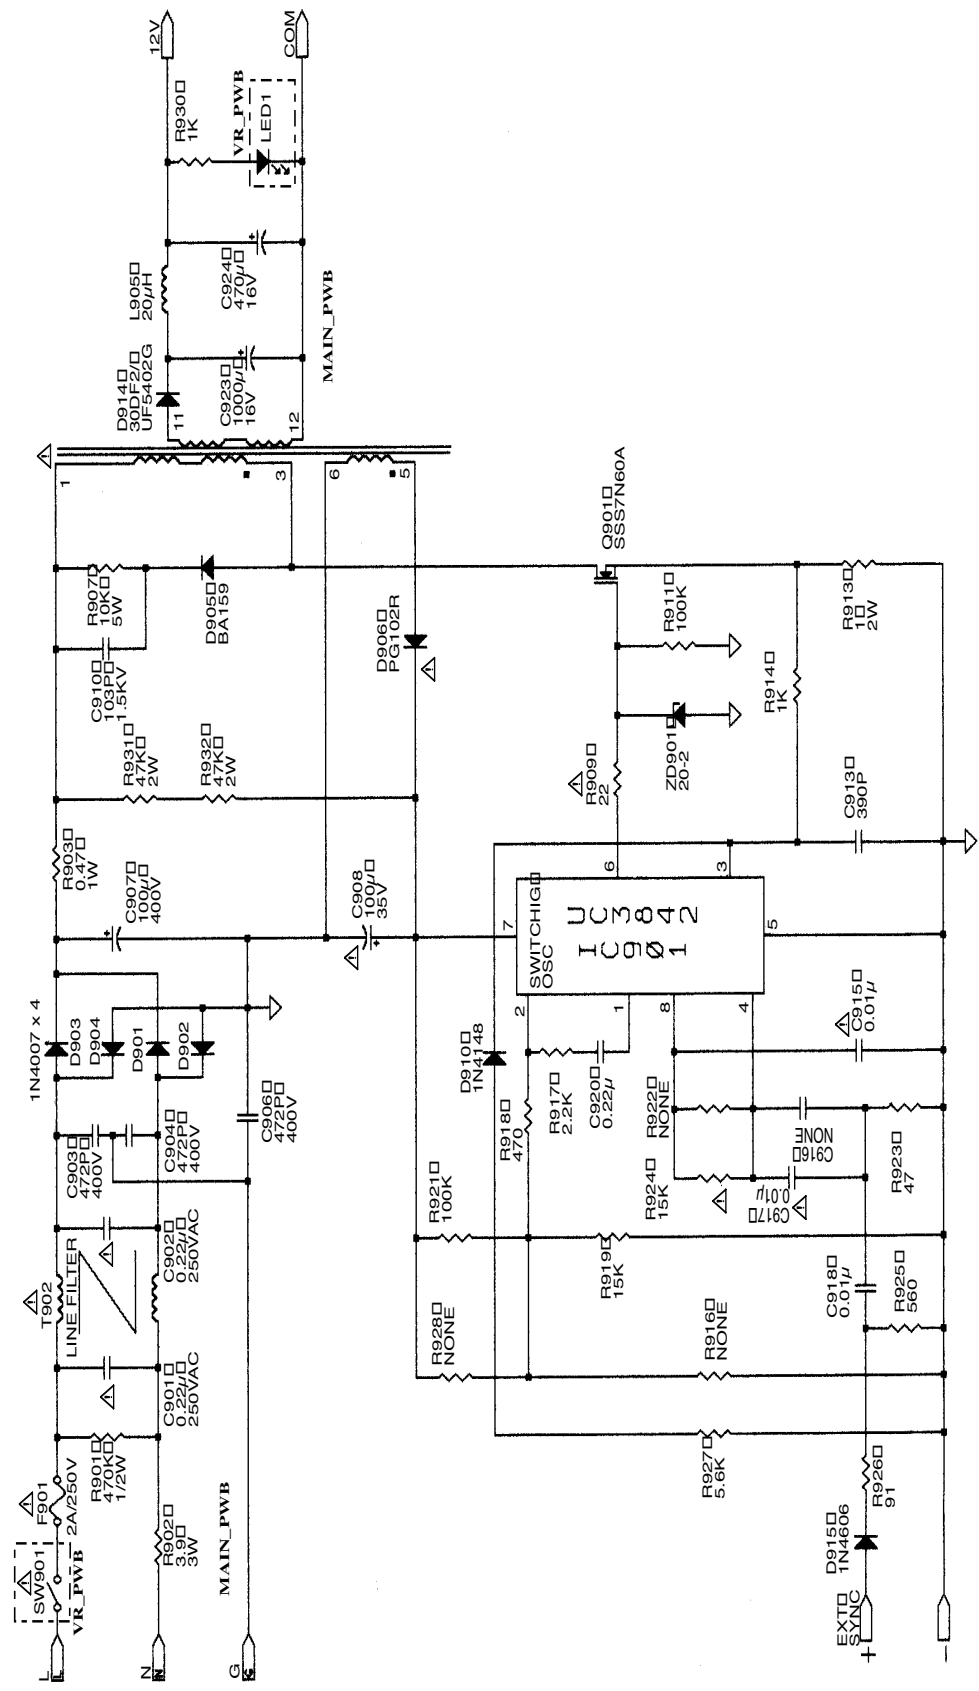 12V
COM
R930□
1K
VR_PWB
LED1
L905□
20µH
C924□
470µ□
16V
MAIN_PWB
D914□
30DF2/□
UF5402G
C923□
1000µ□
16V
11
12
1
3
6
5
R907□
10K□
5W
C910□
103P□
1.5KV
D905□
BA159
D906□
PG102R
Q901□
SSS7N60A
R911□
100K
R913□
1□
2W
R914□
1K
ZD901□
20-2
R909□
22
C913□
390P
R931□
47K□
2W
R932□
47K□
2W
R903□
0.47□
1W
C907□
100µ□
400V
C908
100µ□
35V
SWITCHIG□
OSC
UC3842
IC901
7
6
3
5
2
1
8
4
1N4007 x 4
D903
D904
D901
D902
D910□
1N4148
C915□
0.01µ
C903□
472P□
400V
C904□
472P□
400V
C906□
472P□
400V
R918□
470
R917□
2.2K
C920□
0.22µ
R922□
NONE
C916□
NONE
R923□
47
R921□
100K
R924□
15K
C917□
0.01µ
R919□
15K
C918□
0.01µ
R925□
560
T902
LINE FILTER
C902□
0.22µ□
250VAC
C901□
0.22µ□
250VAC
R928□
NONE
R916□
NONE
R901□
470K□
1/2W
F901
2A/250V
R902□
3.9□
3W
MAIN_PWB
R927□
5.6K
R926□
91
D915□
1N4606
SW901
VR_PWB
EXT□
SYNC
+
−
L
L
N
N
G
G